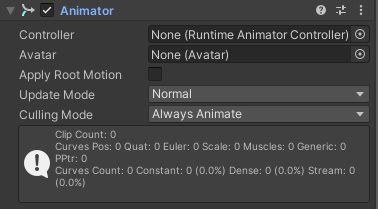 Animator
Controller None (Runtime Animator Controller)
Avatar None (Avatar)
Apply Root Motion
Update Mode Normal
Culling Mode Always Animate
Clip Count: 0
Curves Pos: 0 Quat: 0 Euler: 0 Scale: 0 Muscles: 0 Generic: 0
PPtr: 0
Curves Count: 0 Constant: 0 (0.0%) Dense: 0 (0.0%) Stream: 0
(0.0%)